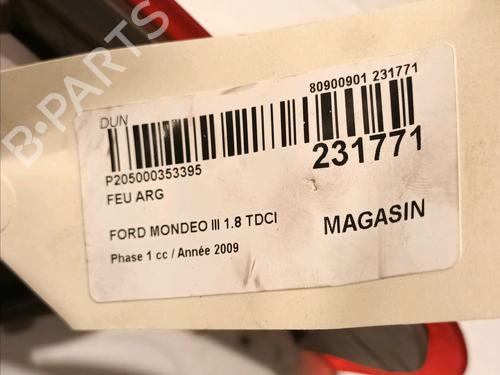 B-PARTS
DUN
80900901 231771
P205000353395
231771
FEU ARG
FORD MONDEO III 1.8 TDCI
MAGASIN
Phase 1 cc / Année 2009